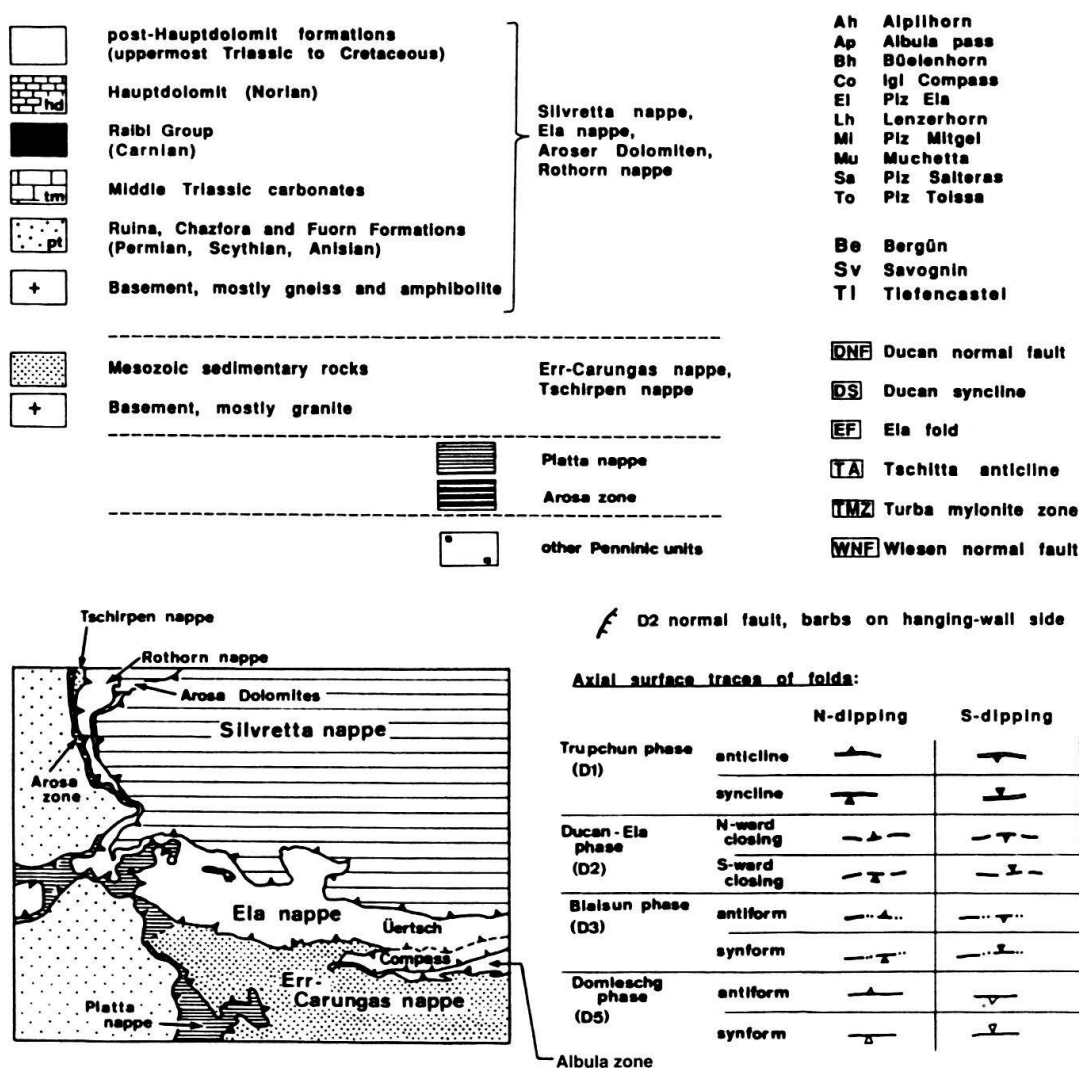 post-Hauptdolomit formations
(uppermost Triassic to Cretaceous)
hd
Hauptdolomit (Norian)
Raibl Group
(Carnian)
tm
Middle Triassic carbonates
pt
Ruina, Chazfora and Fuorn Formations
(Permian, Scythian, Anisian)
+ Basement, mostly gneiss and amphibolite
Silvretta nappe,
Ela nappe,
Aroser Dolomiten,
Rothorn nappe
Mesozoic sedimentary rocks
+ Basement, mostly granite
Err-Carungas nappe,
Tschirpen nappe
Platta nappe
Arosa zone
other Penninic units
Ah Alplihorn
Ap Albula pass
Bh Büelenhorn
Co Igl Compass
El Piz Ela
Lh Lenzerhorn
Mi Piz Mitgel
Mu Muchetta
Sa Piz Salteras
To Piz Toissa
Be Bergün
Sv Savognin
Ti Tiefencastel
DNF Ducan normal fault
DS Ducan syncline
EF Ela fold
TA Tschitta anticline
TMZ Turba mylonite zone
WNF Wiesen normal fault
Tschirpen nappe
Rothorn nappe
Arosa Dolomites
Silvretta nappe
Arosa
zone
Ela nappe
Üertsch
Compass
Err-
Carungas nappe
Platta
nappe
Albula zone
D2 normal fault, barbs on hanging-wall side
Axial surface traces of folds:
N-dipping S-dipping
Trupchun phase
(D1)
anticline
syncline
Ducan-Ela
phase
(D2)
N-ward
closing
S-ward
closing
Blaisun phase
(D3)
antiform
synform
Domleschg
phase
(D5)
antiform
synform